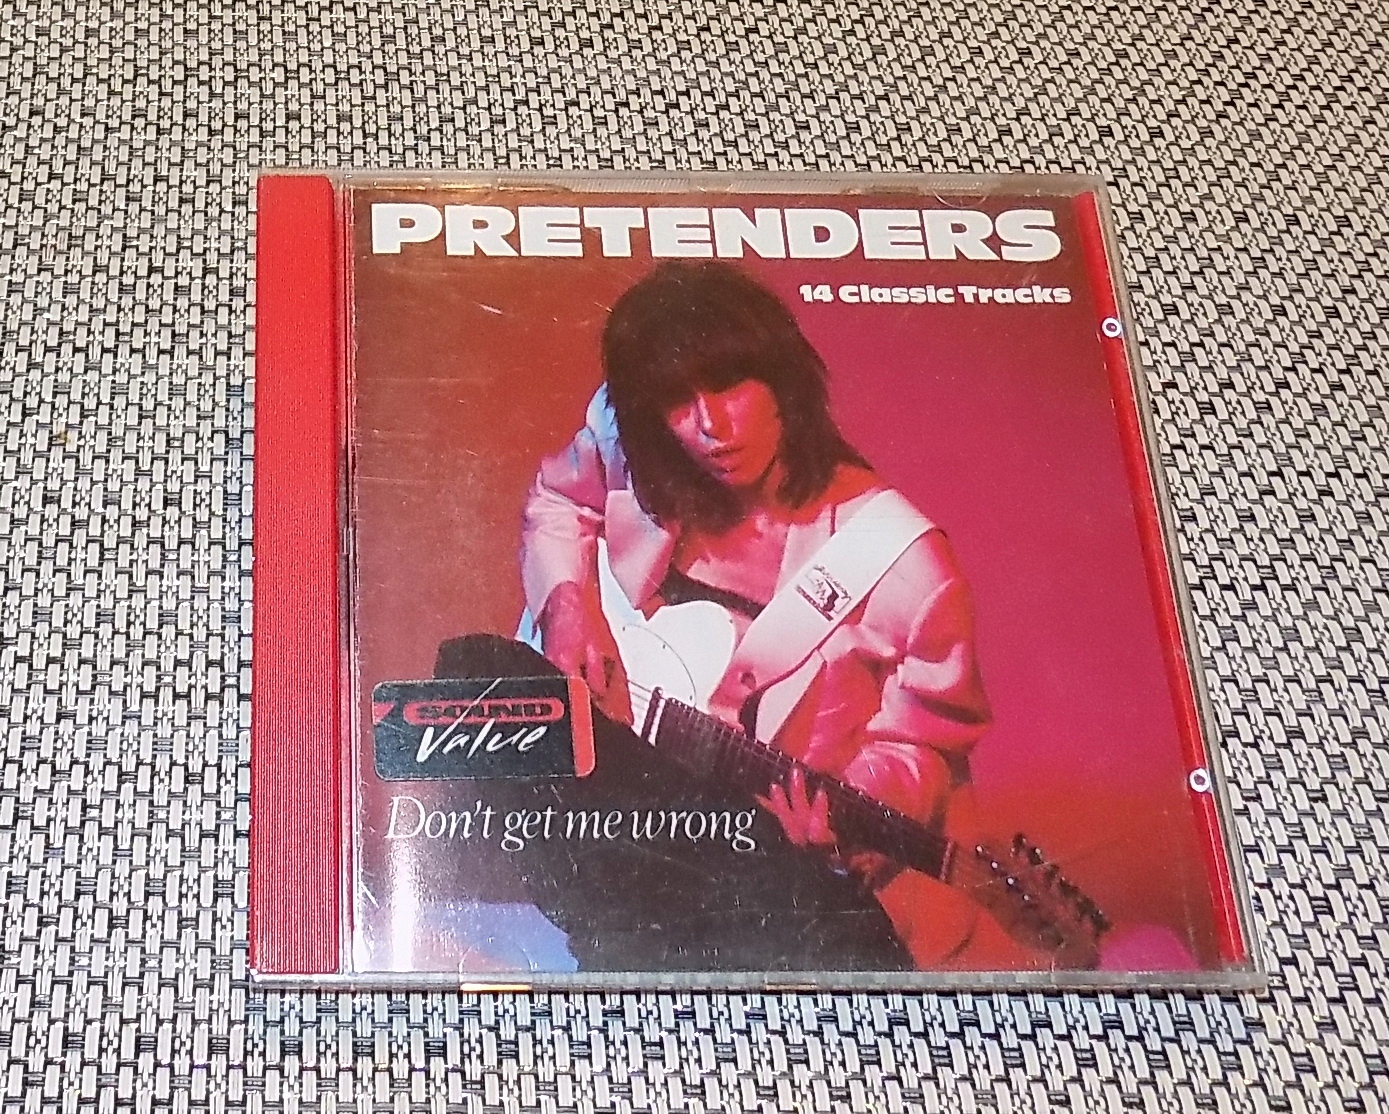 PRETENDERS
14 Classic Tracks
SOUND
Value
Don't get me wrong